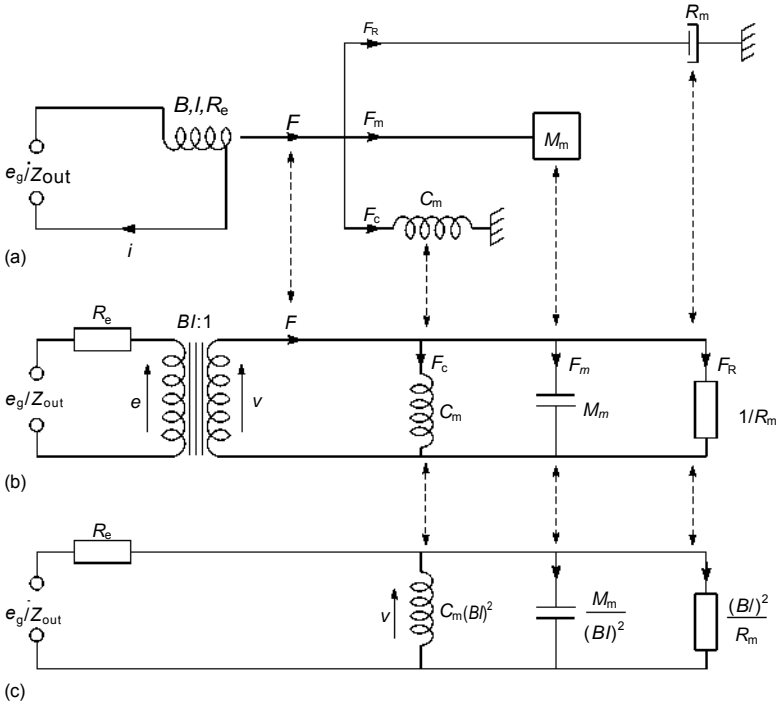 F_R
R_m
B,l,R_e
F
F_m
M_m
e_g/Z_out
C_m
F_c
i
(a)
R_e
Bl:1
F
F_c
F_m
F_R
e_g/Z_out
e
v
C_m
M_m
1/R_m
(b)
R_e
e_g/Z_out
v
C_m(Bl)²
M_m
(Bl)²
(Bl)²
R_m
(c)